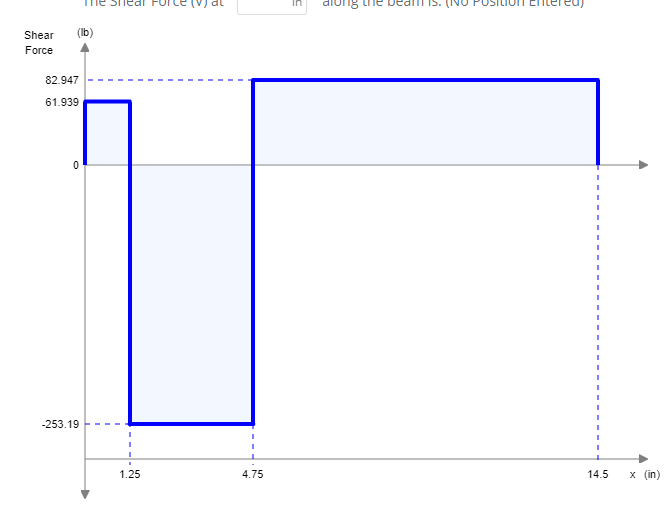 The Shear Force (V) at in along the beam is: (No Position Entered)
Shear (lb)
Force
82.947
61.939
0
-253.19
1.25 4.75 14.5 x (in)